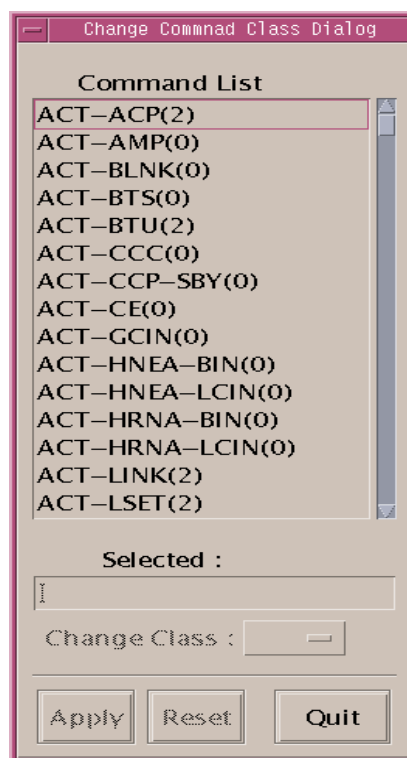 Change Commnad Class Dialog
Command List
ACT-ACP(2)
ACT-AMP(0)
ACT-BLNK(0)
ACT-BTS(0)
ACT-BTU(2)
ACT-CCC(0)
ACT-CCP-SBY(0)
ACT-CE(0)
ACT-GCIN(0)
ACT-HNEA-BIN(0)
ACT-HNEA-LCIN(0)
ACT-HRNA-BIN(0)
ACT-HRNA-LCIN(0)
ACT-LINK(2)
ACT-LSET(2)
Selected :
Change Class :
Apply Reset Quit